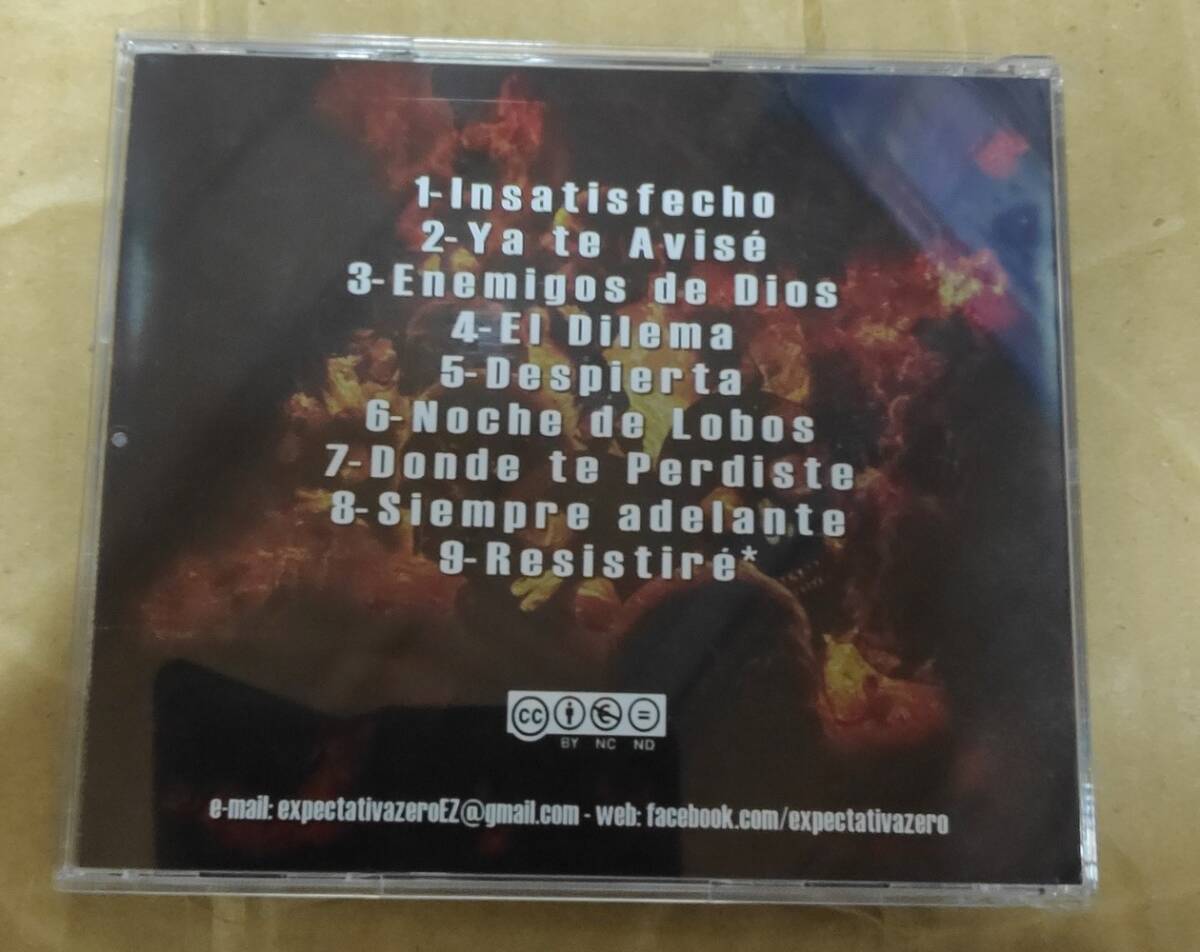 1-Insatisfecho
2-Ya te Avisé
3-Enemigos de Dios
4-El Dilema
5-Despierta
6-Noche de Lobos
7-Donde te Perdiste
8-Siempre adelante
9-Resistiré*
cc
BY NC ND
e-mail: expectativazeroEZ@gmail.com - web: facebook.com/expectativazero